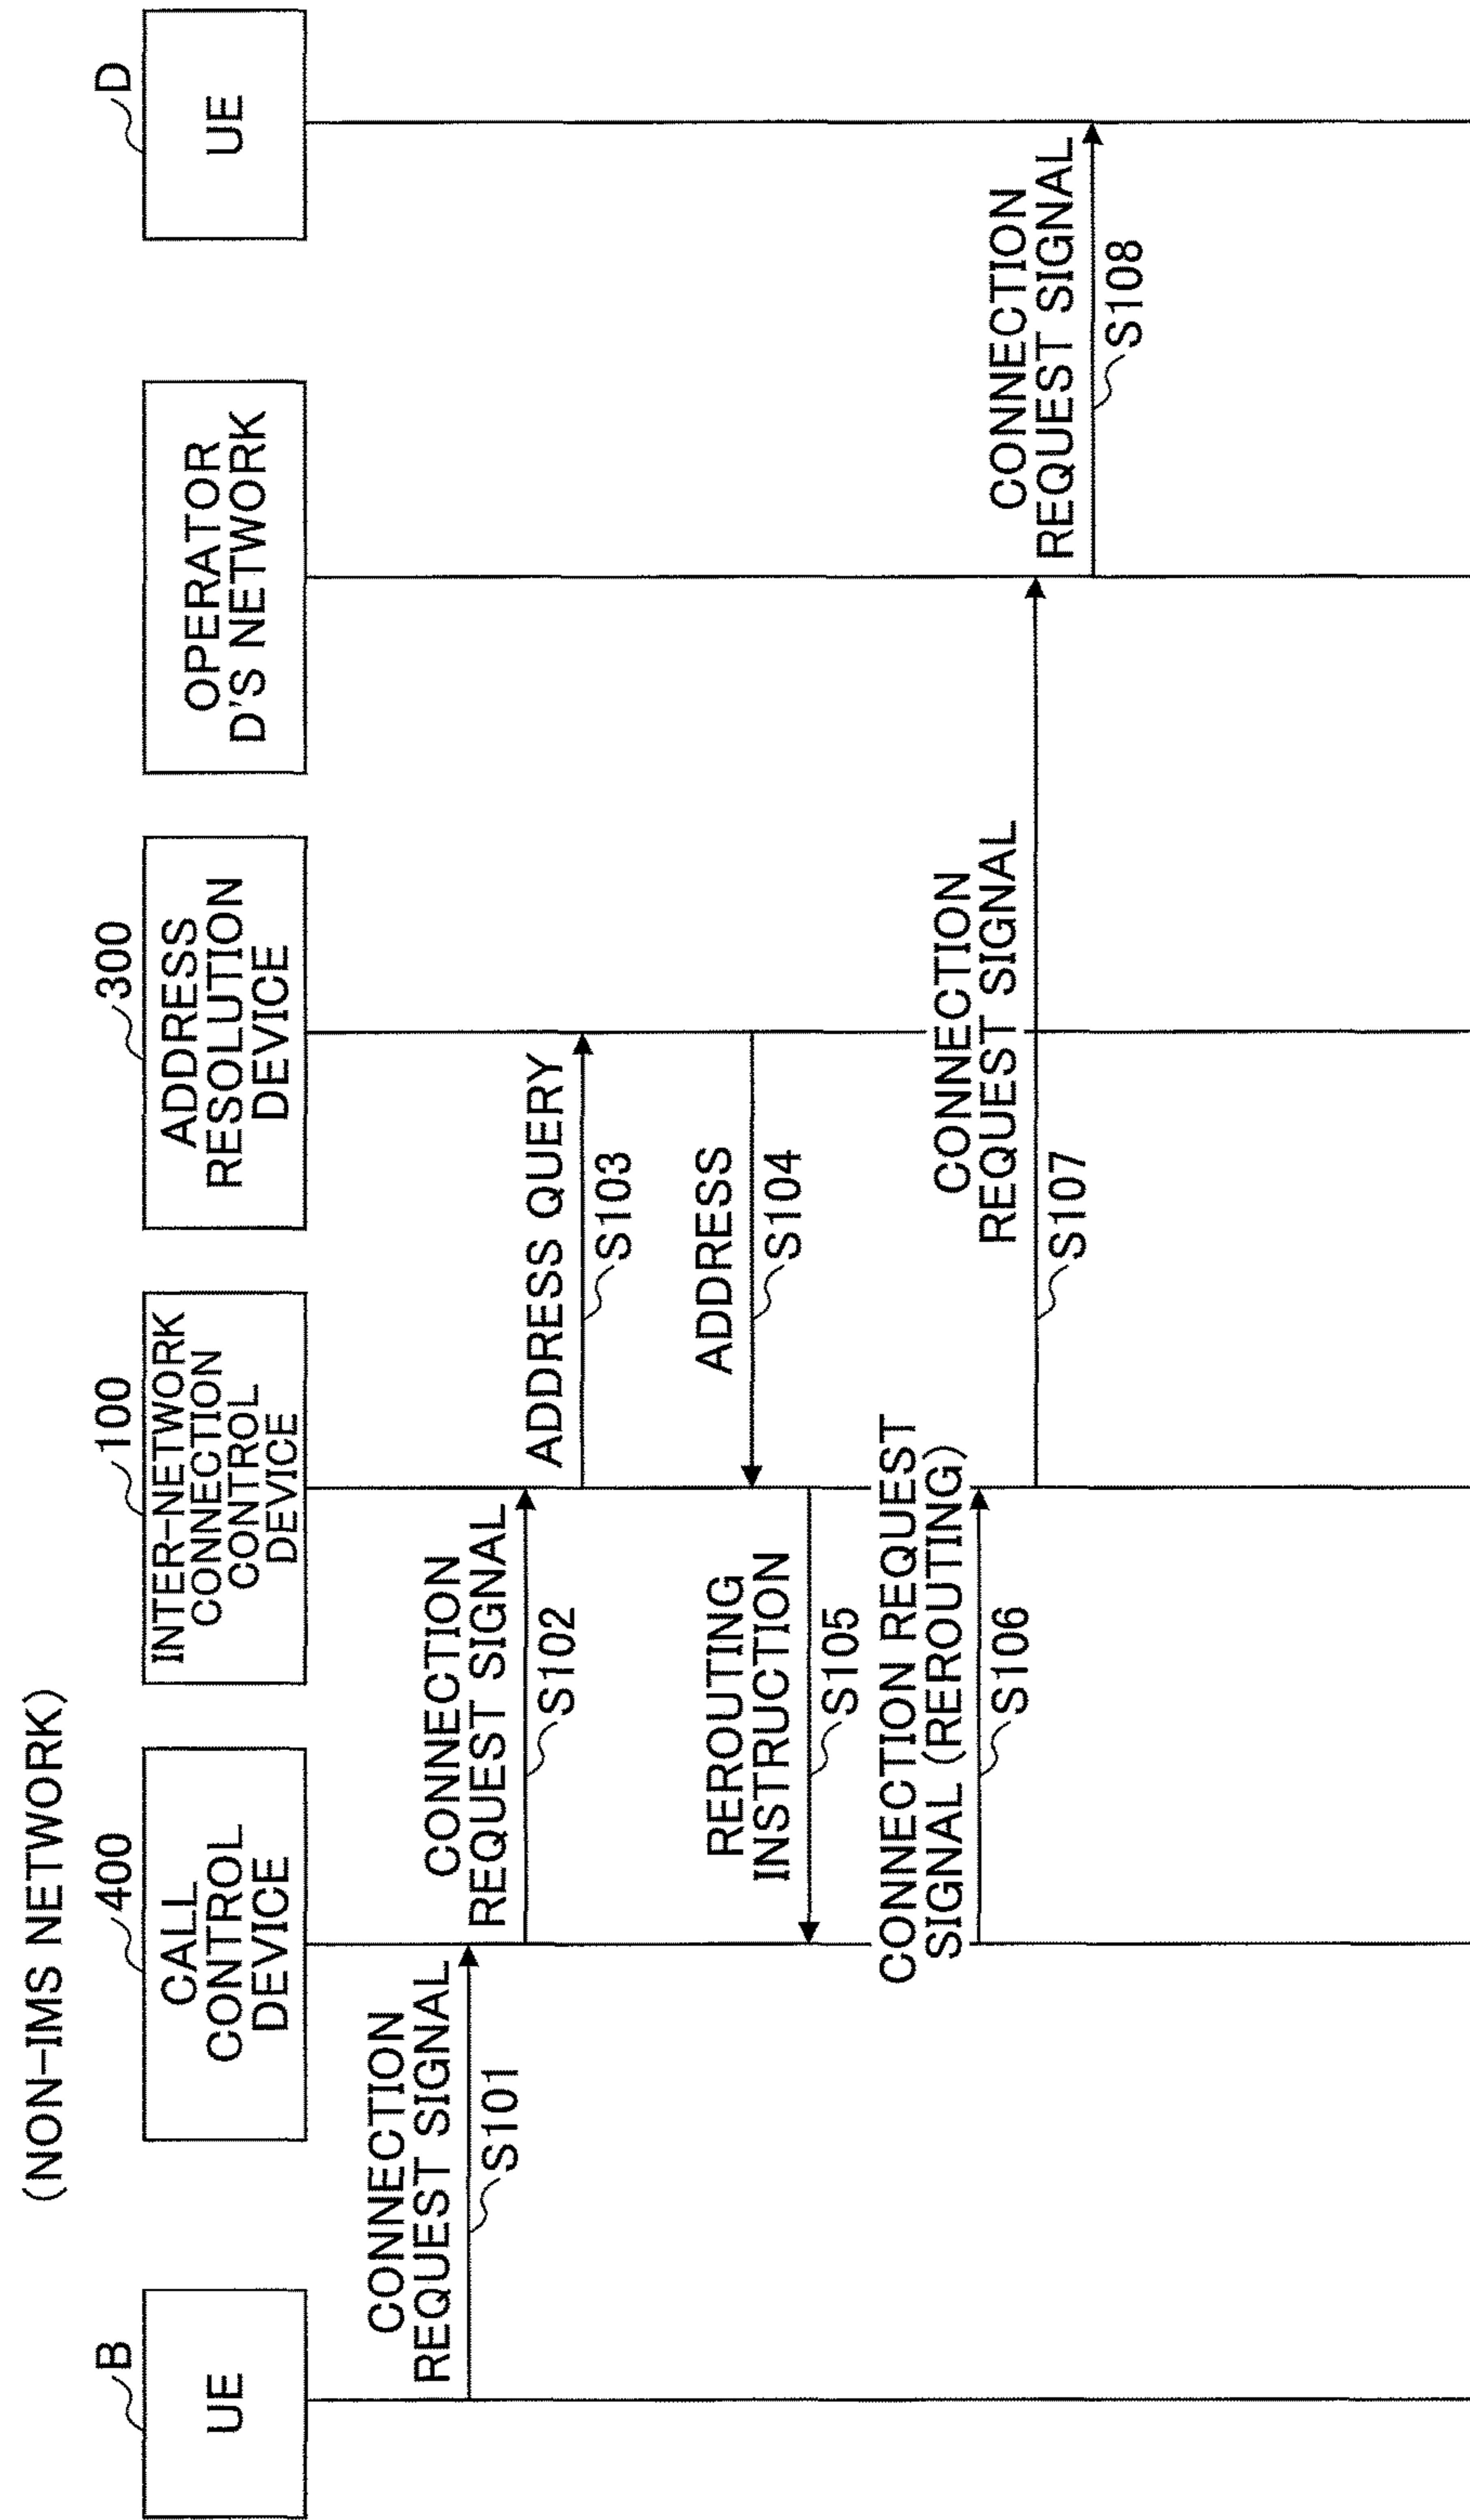 (NON-IMS NETWORK)
B
400
100
300
D
UE
CALL
CONTROL
DEVICE
INTER-NETWORK
CONNECTION
CONTROL
DEVICE
ADDRESS
RESOLUTION
DEVICE
OPERATOR
D'S NETWORK
UE
CONNECTION
REQUEST SIGNAL
S101
CONNECTION
REQUEST SIGNAL
S102
ADDRESS QUERY
S103
ADDRESS
S104
REROUTING
INSTRUCTION
S105
CONNECTION REQUEST
SIGNAL (REROUTING)
S106
CONNECTION
REQUEST SIGNAL
S107
CONNECTION
REQUEST SIGNAL
S108